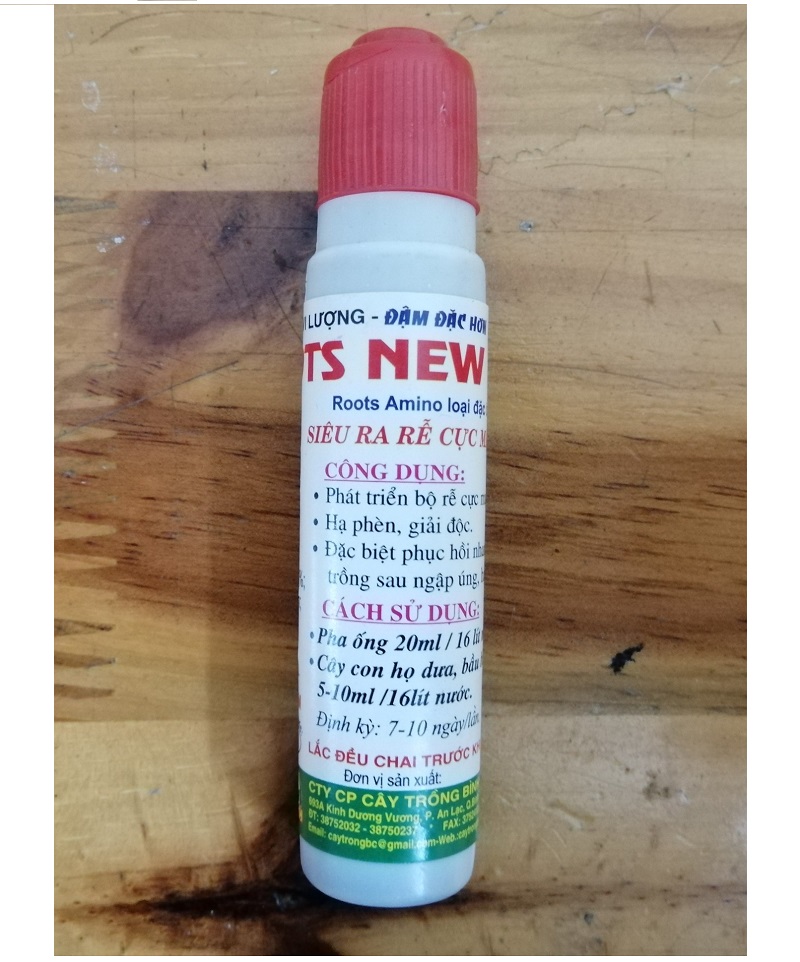 LƯỢNG - ĐẬM ĐẶC HƠN
TS NEW
Roots Amino loại đặc
SIÊU RA RỄ CỰC
CÔNG DỤNG:
• Phát triển bộ rễ cực
• Hạ phèn, giải độc.
• Đặc biệt phục hồi
trồng sau ngập úng,
CÁCH SỬ DỤNG:
• Pha ống 20ml / 16 lít
• Cây con họ dưa, bầu
5-10ml /16lít nước.
Định kỳ: 7-10 ngày/lần.
LẮC ĐỀU CHAI TRƯỚC
Đơn vị sản xuất:
CTY CP CÂY TRỒNG BÌNH
893A Kinh Dương Vương, P. An Lạc, Q.
ĐT: 38752032 - 38750237 FAX:
Email: caytrongbc@gmail.com-Web.: